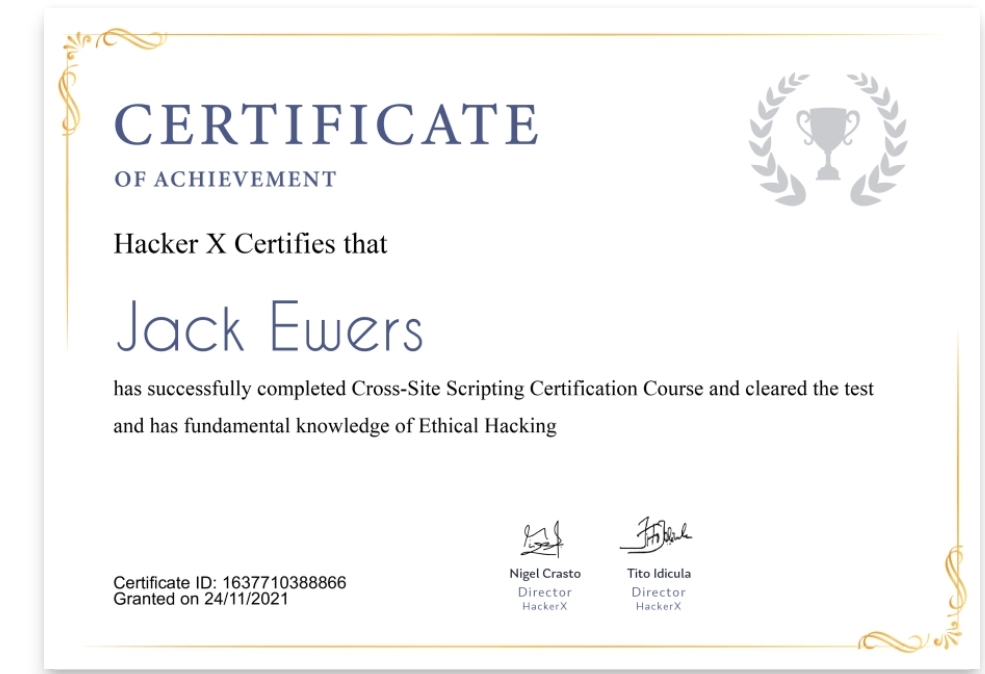 CERTIFICATE
OF ACHIEVEMENT
Hacker X Certifies that
Jack Ewers
has successfully completed Cross-Site Scripting Certification Course and cleared the test
and has fundamental knowledge of Ethical Hacking
Certificate ID: 1637710388866
Granted on 24/11/2021
Nigel Crasto
Director
HackerX
Tito Idicula
Director
HackerX